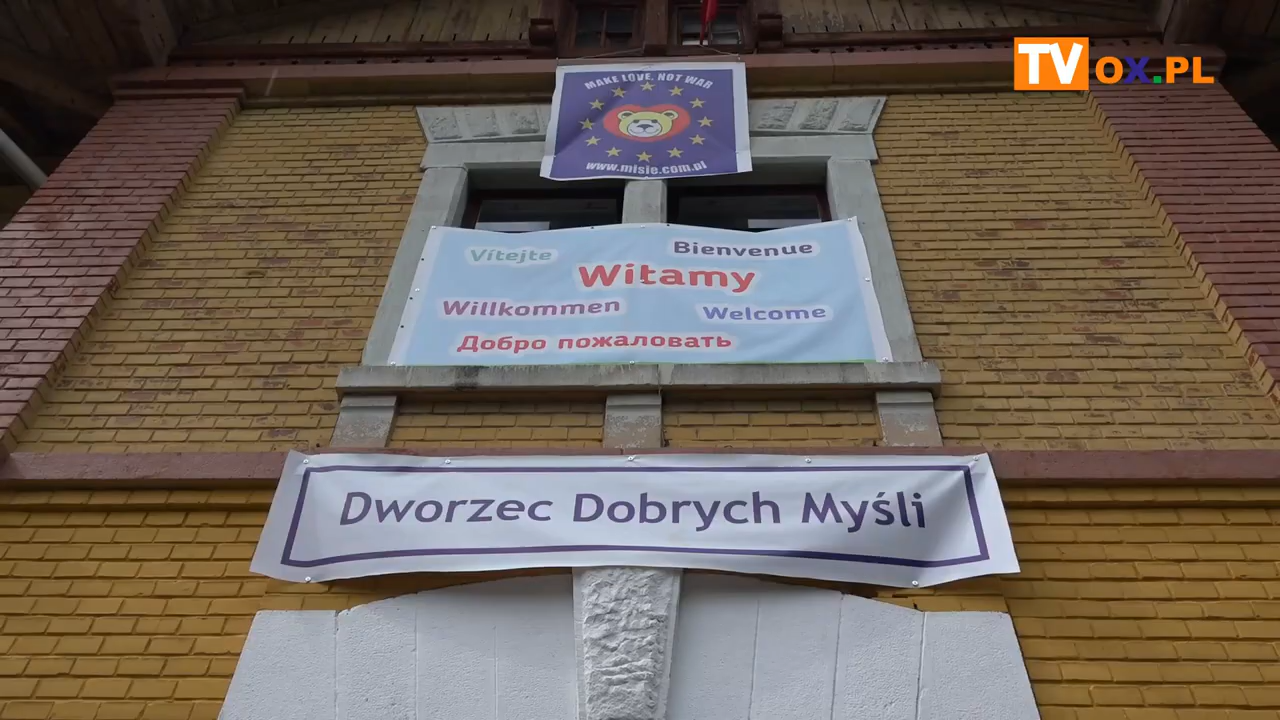 TVOX.PL
MAKE LOVE, NOT WAR
www.misie.com.pl
Vítejte
Bienvenue
Witamy
Willkommen
Welcome
Добро пожаловать
Dworzec Dobrych Myśli